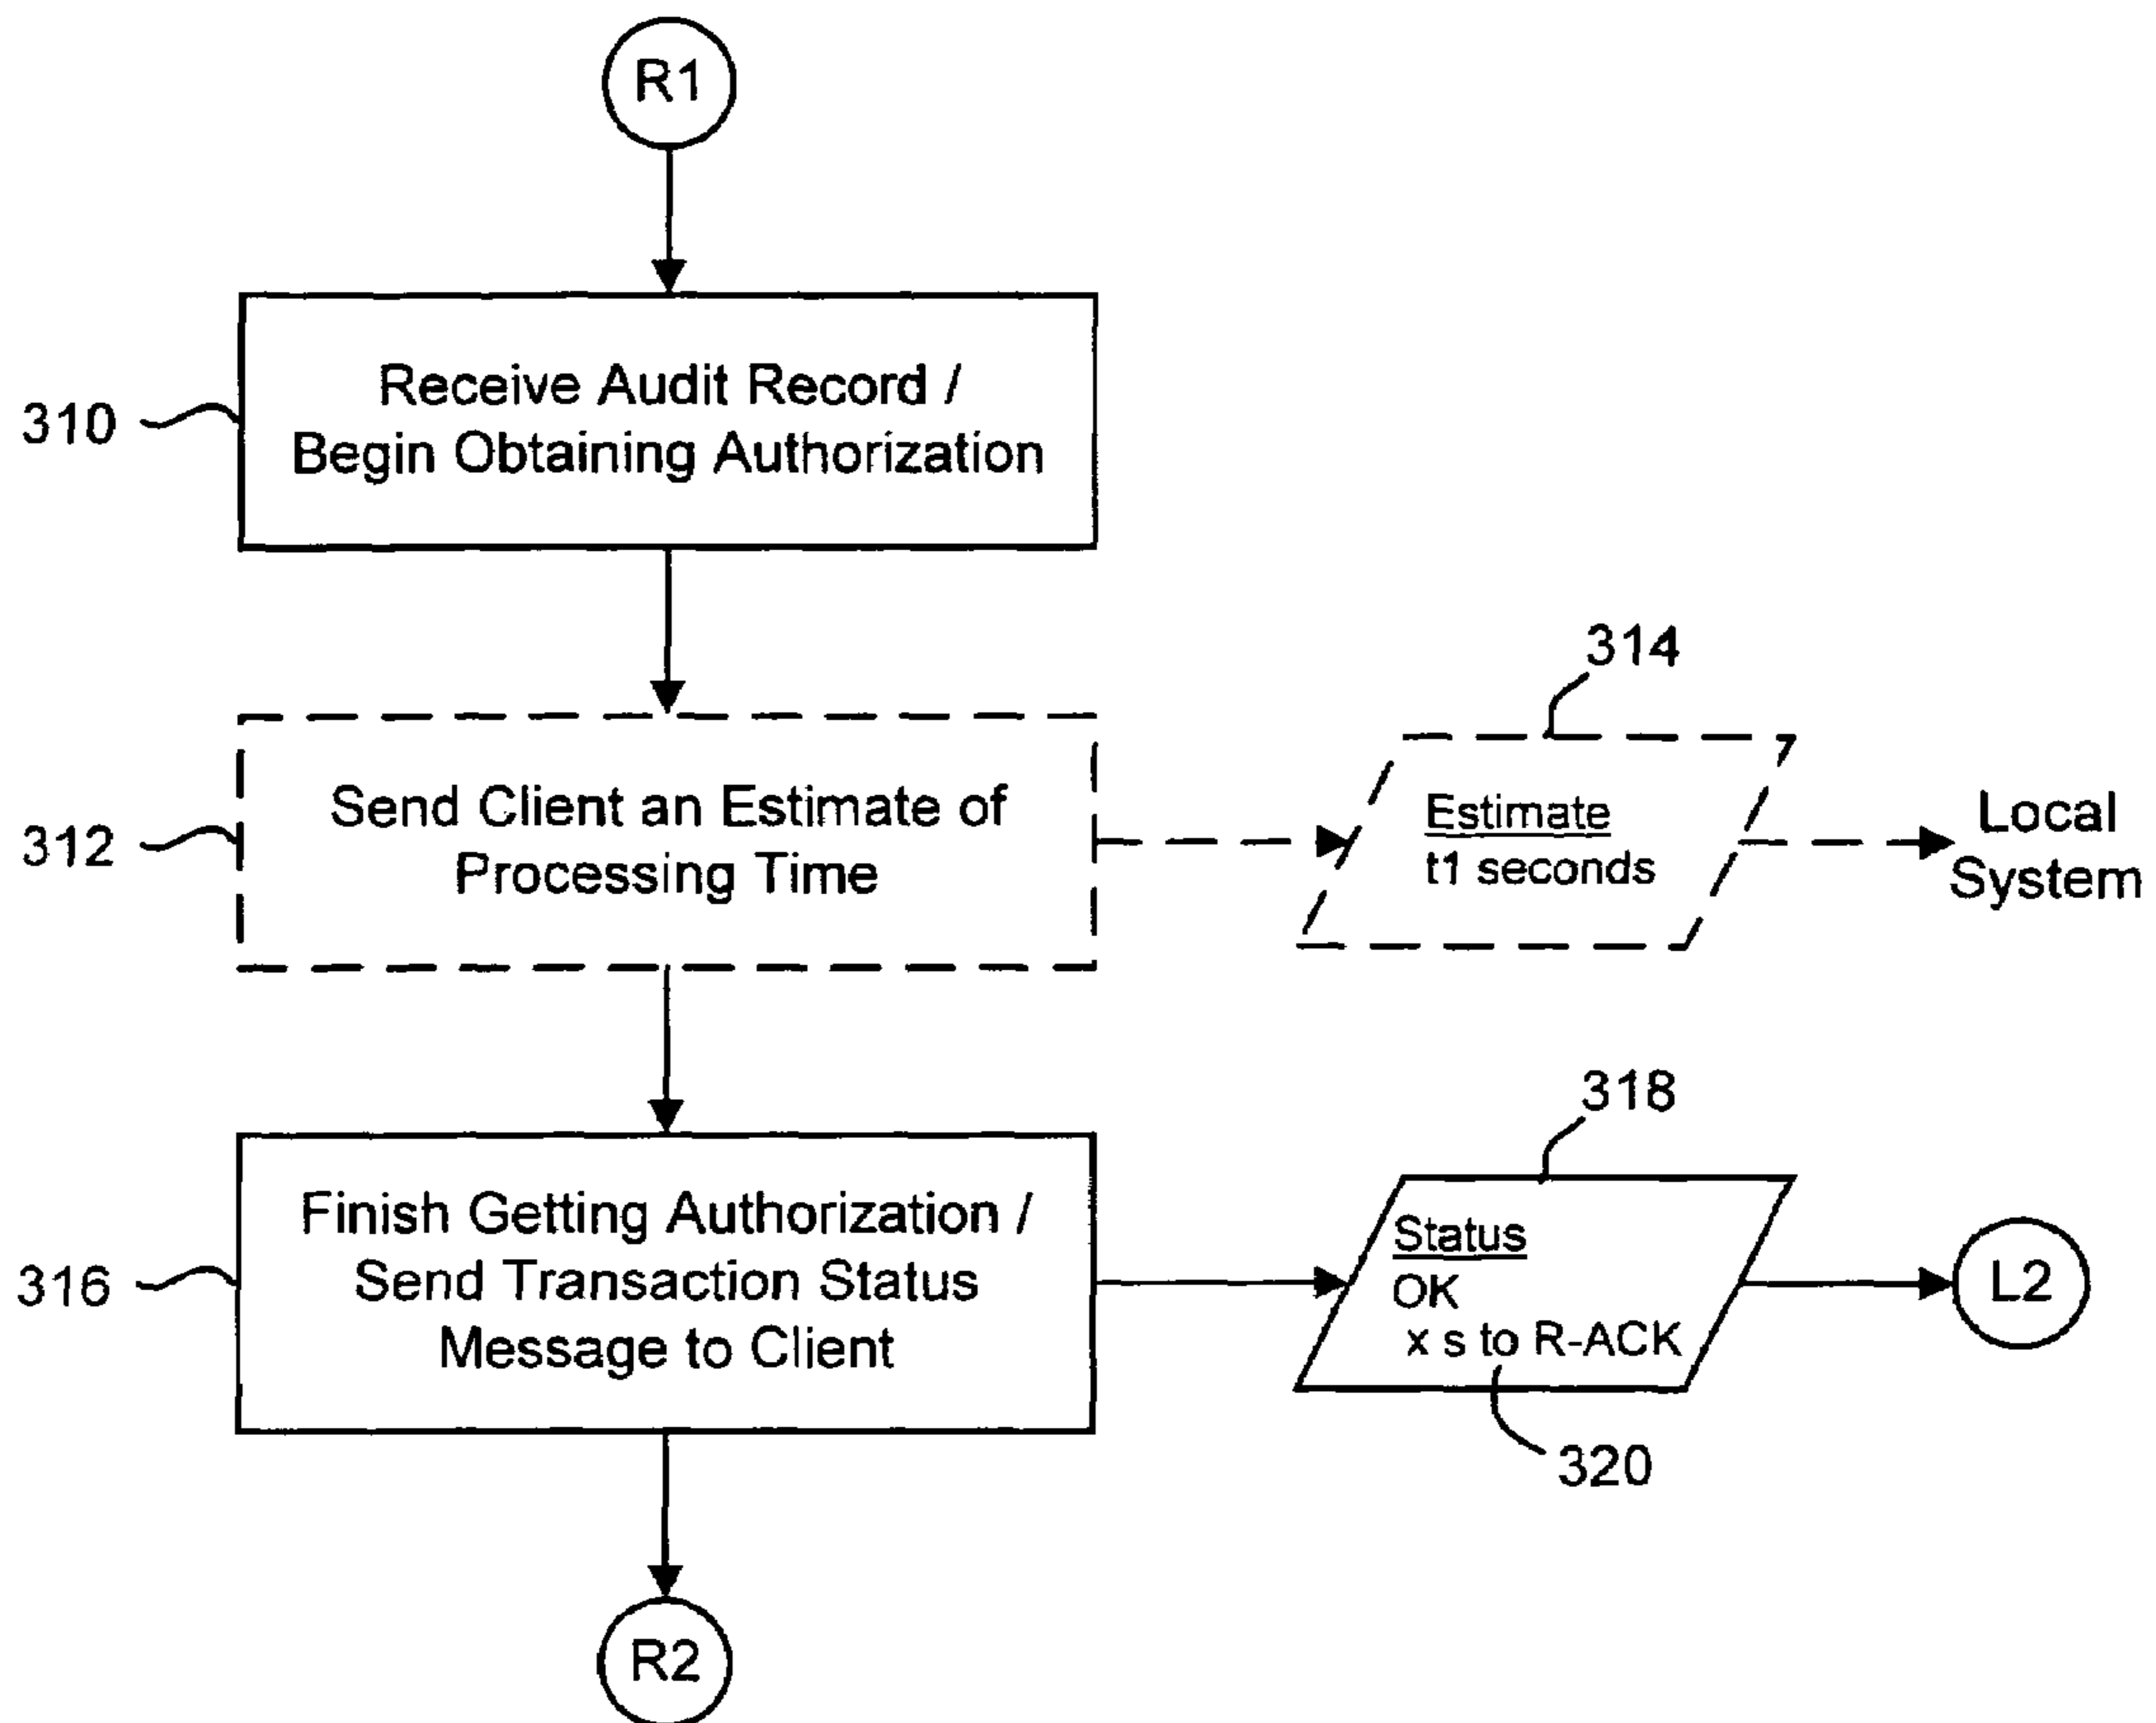 R1
310
Receive Audit Record /
Begin Obtaining Authorization
314
312
Send Client an Estimate of
Processing Time
Estimate
t1 seconds
Local
System
318
316
Finish Getting Authorization /
Send Transaction Status
Message to Client
Status
OK
x s to R-ACK
L2
320
R2